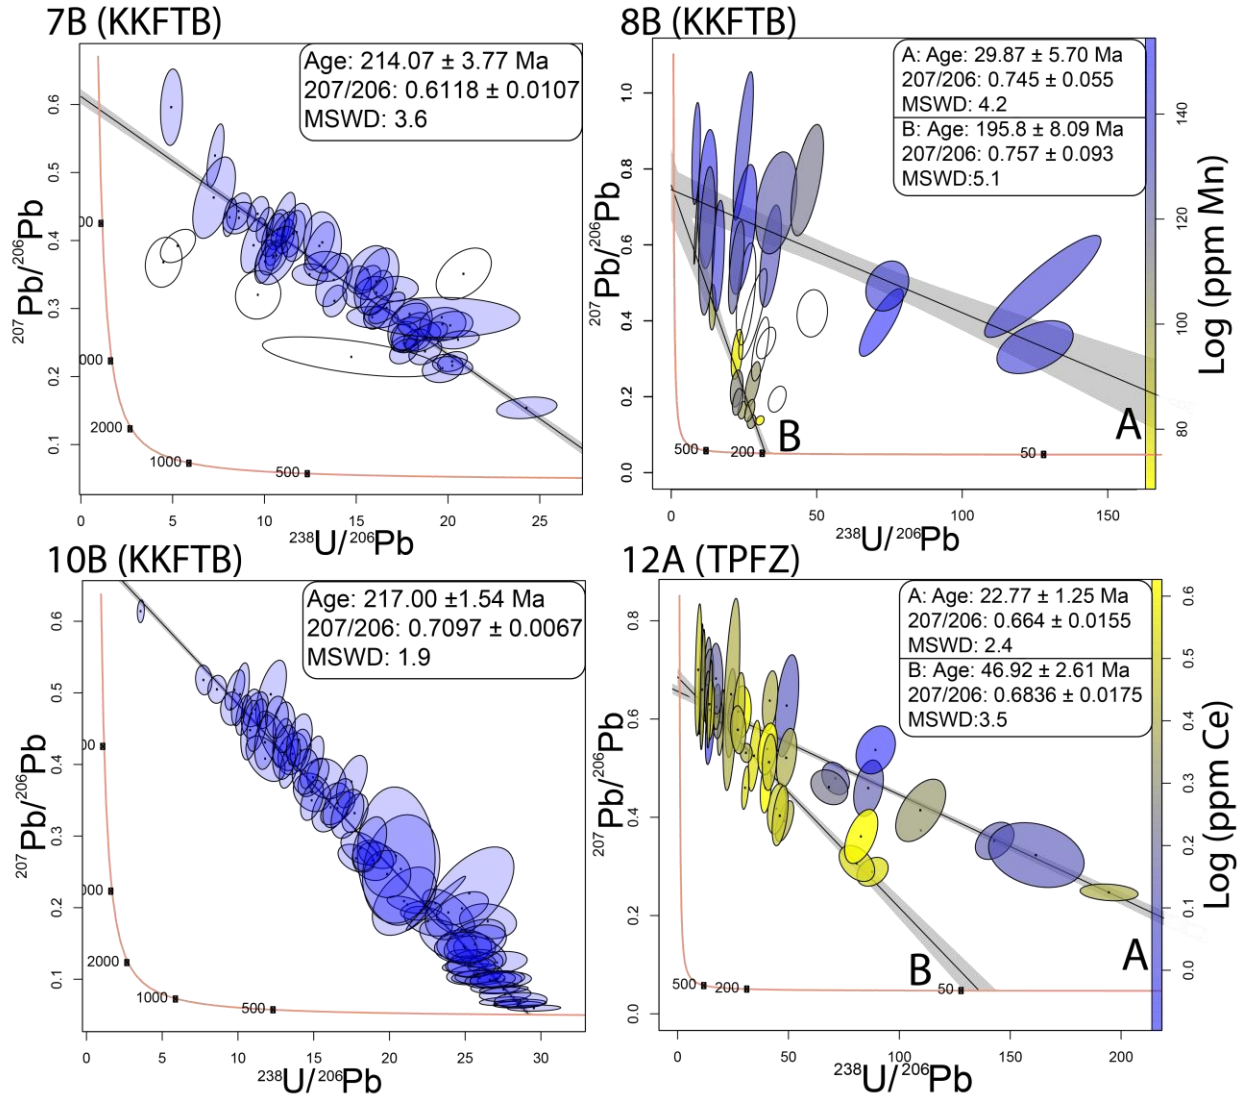 7B (KKFTB)
Age: 214.07 ± 3.77 Ma
207/206: 0.6118 ± 0.0107
MSWD: 3.6
0.6
0.5
0.4
0.3
0.2
0.1
00
000
2000
1000
500
0 5 10 15 20 25
207Pb/206Pb
238U/206Pb
8B (KKFTB)
A: Age: 29.87 ± 5.70 Ma
207/206: 0.745 ± 0.055
MSWD: 4.2
B: Age: 195.8 ± 8.09 Ma
207/206: 0.757 ± 0.093
MSWD:5.1
1.0
0.8
0.6
0.4
0.2
0.0
500
200
50
A
B
0 50 100 150
207Pb/206Pb
238U/206Pb
140
120
100
80
Log (ppm Mn)
10B (KKFTB)
Age: 217.00 ±1.54 Ma
207/206: 0.7097 ± 0.0067
MSWD: 1.9
0.6
0.5
0.4
0.3
0.2
0.1
00
000
2000
1000
500
0 5 10 15 20 25 30
207Pb/206Pb
238U/206Pb
12A (TPFZ)
A: Age: 22.77 ± 1.25 Ma
207/206: 0.664 ± 0.0155
MSWD: 2.4
B: Age: 46.92 ± 2.61 Ma
207/206: 0.6836 ± 0.0175
MSWD:3.5
0.8
0.6
0.4
0.2
0.0
500
200
50
A
B
0 50 100 150 200
207Pb/206Pb
238U/206Pb
0.6
0.5
0.4
0.3
0.2
0.1
0.0
Log (ppm Ce)